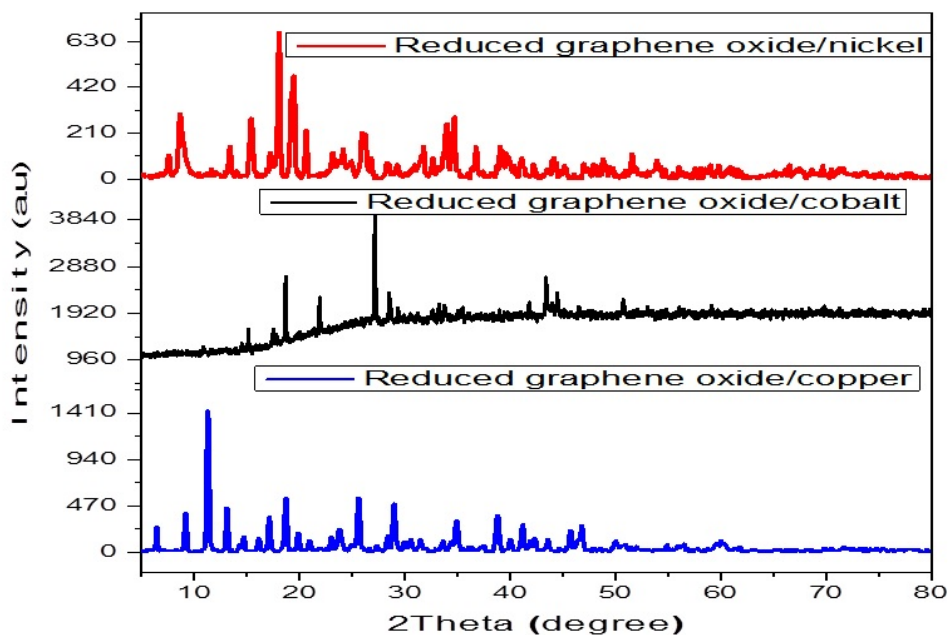 Reduced graphene oxide/nickel
630
420
210
0
Reduced graphene oxide/cobalt
3840
2880
1920
960
Reduced graphene oxide/copper
1410
940
470
0
Intensity (au)
10 20 30 40 50 60 70 80
2Theta (degree)